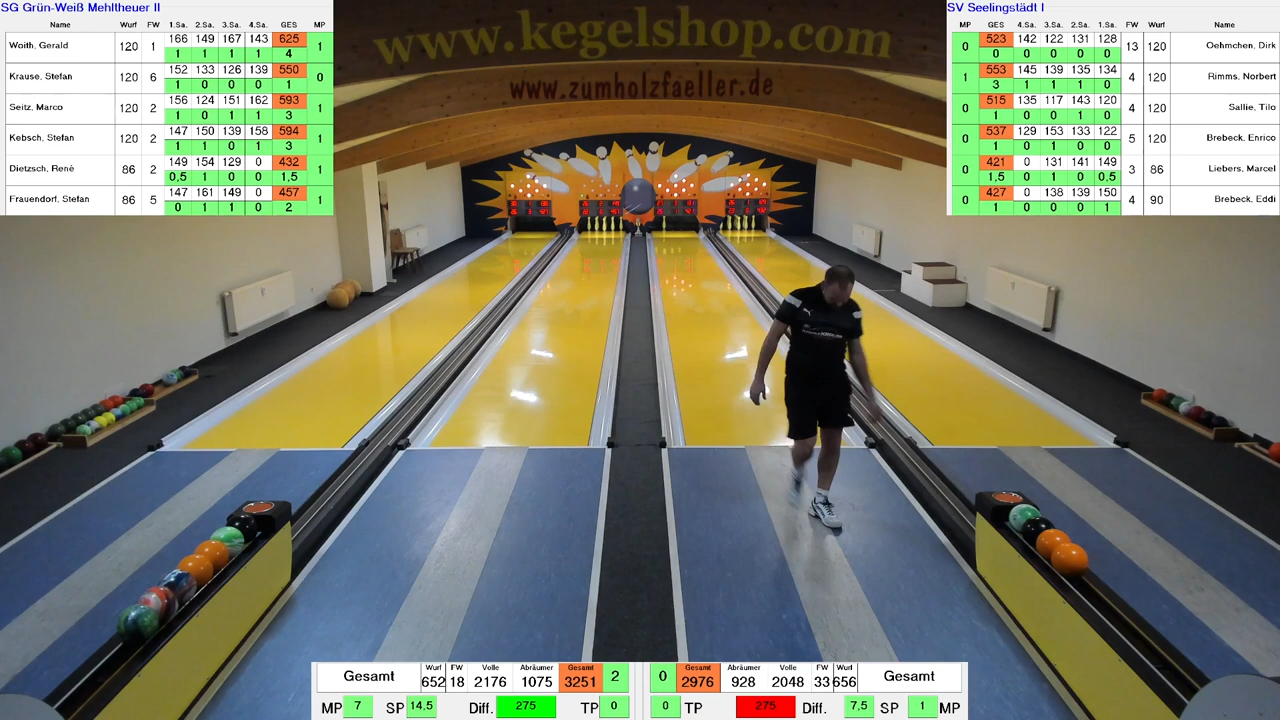 SG Grün-Weiß Mehltheuer II
Name Wurf FW 1.Sa. 2.Sa. 3.Sa. 4.Sa. GES MP
Woith, Gerald 120 1 166 149 167 143 625 1
1 1 1 1 4
Krause, Stefan 120 6 152 133 126 139 550 0
1 0 0 0 1
Seitz, Marco 120 2 156 124 151 162 593 1
1 0 1 1 3
Kebsch, Stefan 120 2 147 150 139 158 594 1
1 0 1 1 3
Dietzsch, René 86 2 149 154 129 0 432 1
0,5 1 0 0 1,5
Frauendorf, Stefan 86 5 147 161 149 0 457 1
0 1 1 0 2
www.kegelshop.com
www.zumholzfaeller.de
SV Seelingstädt I
MP GES 4.Sa. 3.Sa. 2.Sa. 1.Sa. FW Wurf Name
0 523 142 122 131 128 13 120 Oehmchen, Dirk
0 0 0 0 0
1 553 145 139 135 134 4 120 Rimms, Norbert
3 1 1 1 0
0 515 135 117 143 120 4 120 Sallie, Tilo
1 0 0 1 0
0 537 129 153 133 122 5 120 Brebeck, Enrico
1 0 1 0 0
0 421 0 131 141 149 3 86 Liebers, Marcel
1,5 0 1 0 0,5
0 427 0 138 139 150 4 90 Brebeck, Eddi
1 0 0 0 1
Gesamt Wurf FW Volle Abräumer Gesamt
652 18 2176 1075 3251 2
MP 7 SP 14,5 Diff. 275 TP 0
0 Gesamt Abräumer Volle FW Wurf Gesamt
2976 928 2048 33 656
0 TP 275 Diff. 7,5 SP 1 MP